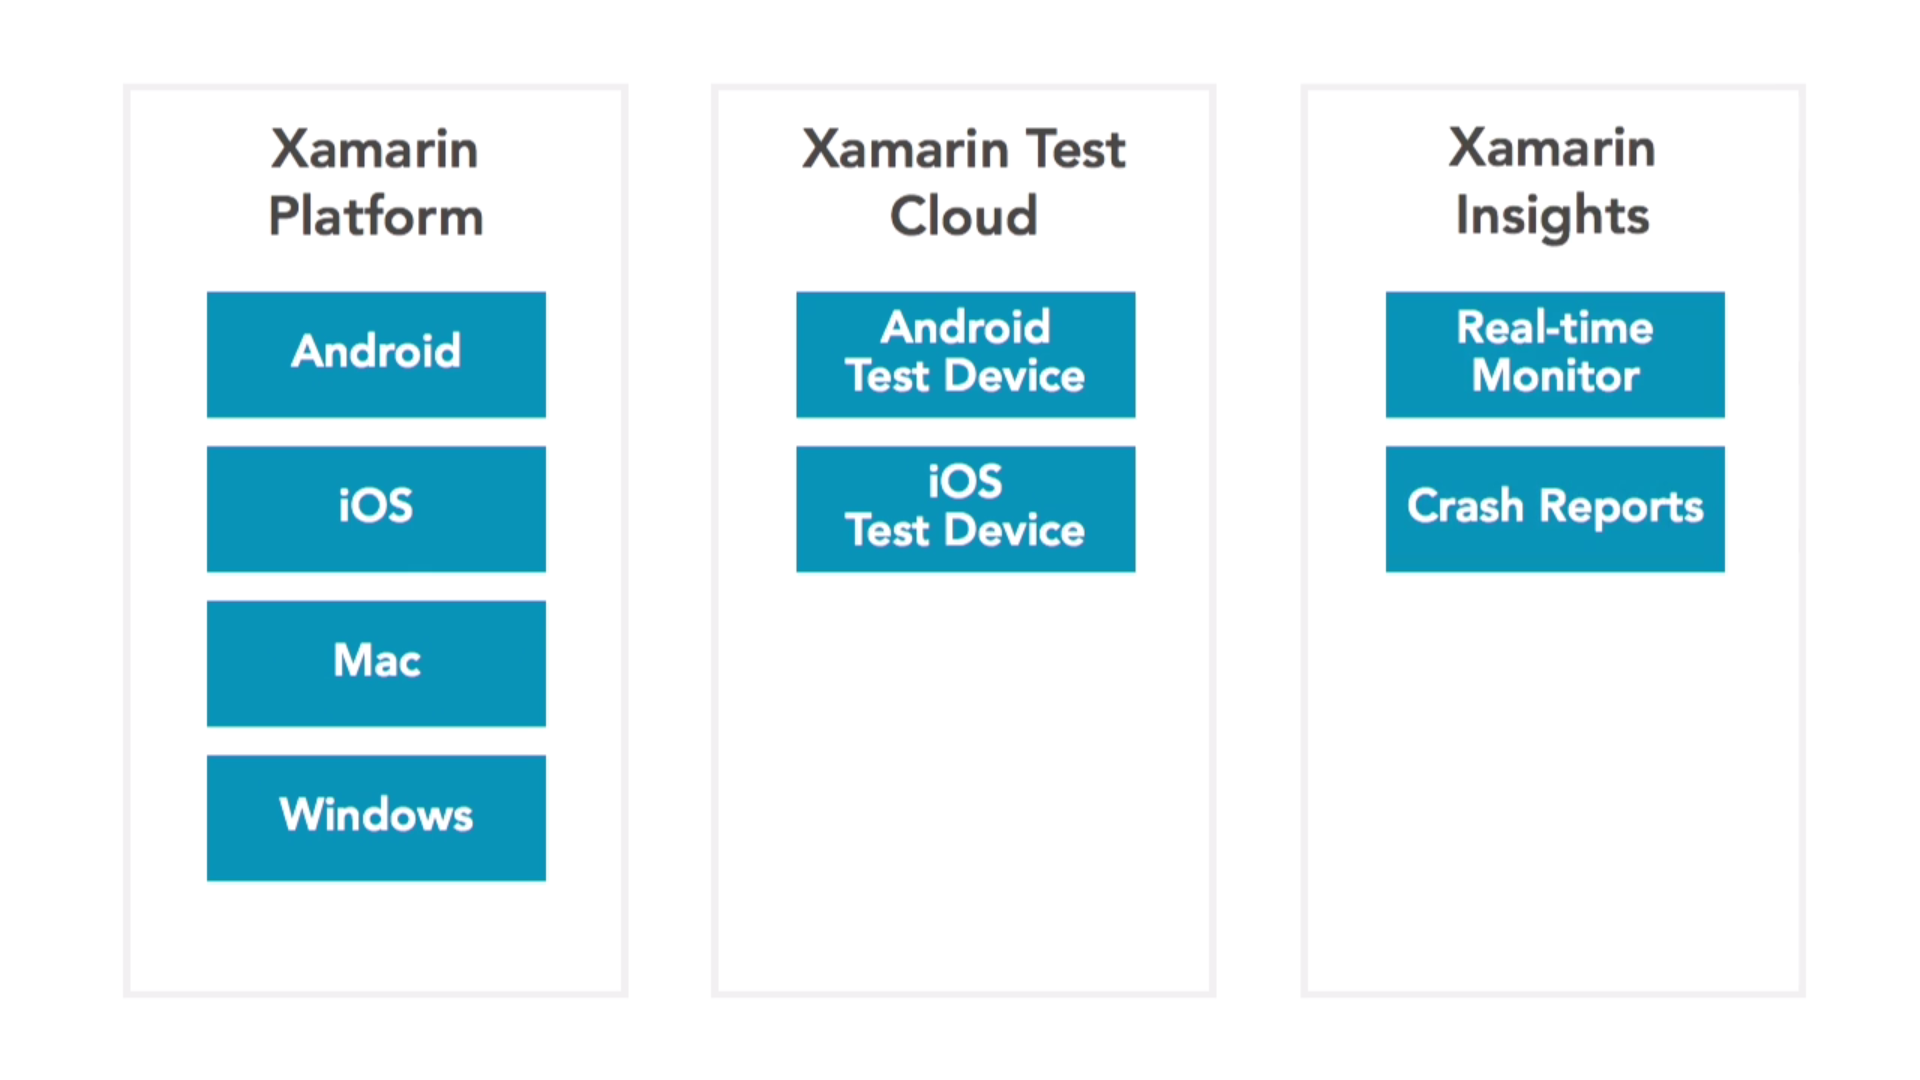 Xamarin
Platform
Android
iOS
Mac
Windows
Xamarin Test
Cloud
Android
Test Device
iOS
Test Device
Xamarin
Insights
Real-time
Monitor
Crash Reports